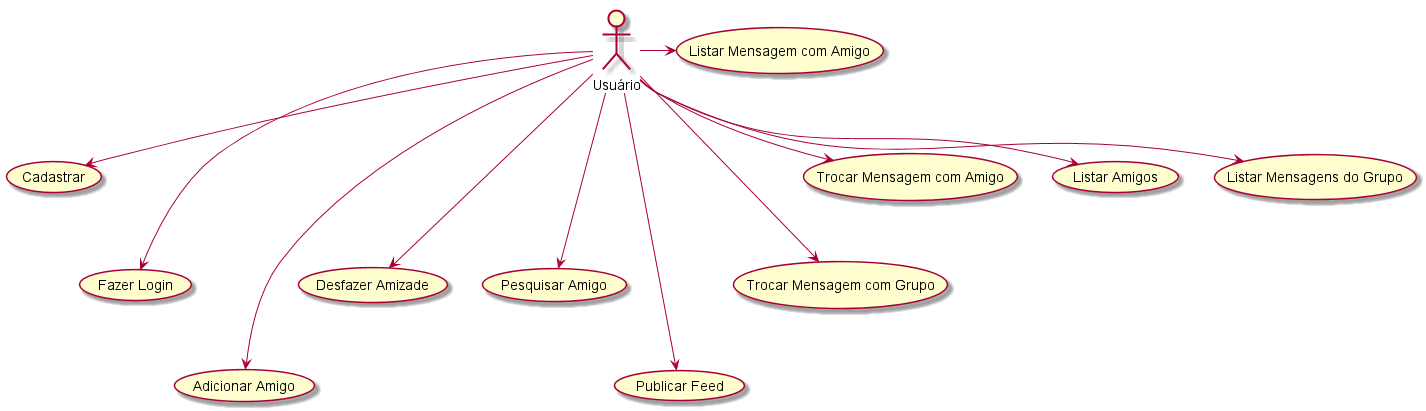 Listar Mensagem com Amigo
Usuário
Cadastrar
Trocar Mensagem com Amigo
Listar Amigos
Listar Mensagens do Grupo
Fazer Login
Desfazer Amizade
Pesquisar Amigo
Trocar Mensagem com Grupo
Adicionar Amigo
Publicar Feed